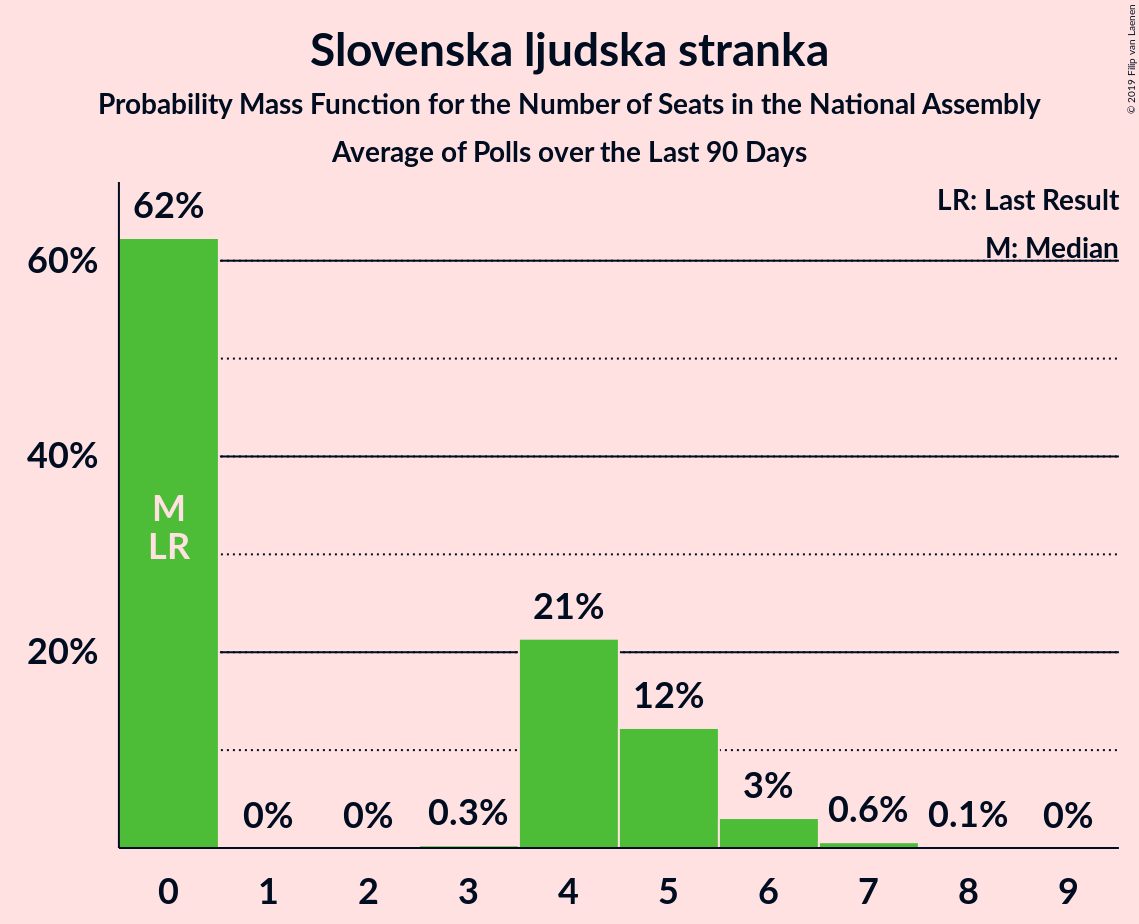 Slovenska ljudska stranka
Probability Mass Function for the Number of Seats in the National Assembly
Average of Polls over the Last 90 Days
© 2019 Filip van Laenen
LR: Last Result
M: Median
62%
60%
M
LR
40%
21%
20%
12%
3%
0%
0%
0.3%
0.6%
0.1%
0%
0 1 2 3 4 5 6 7 8 9